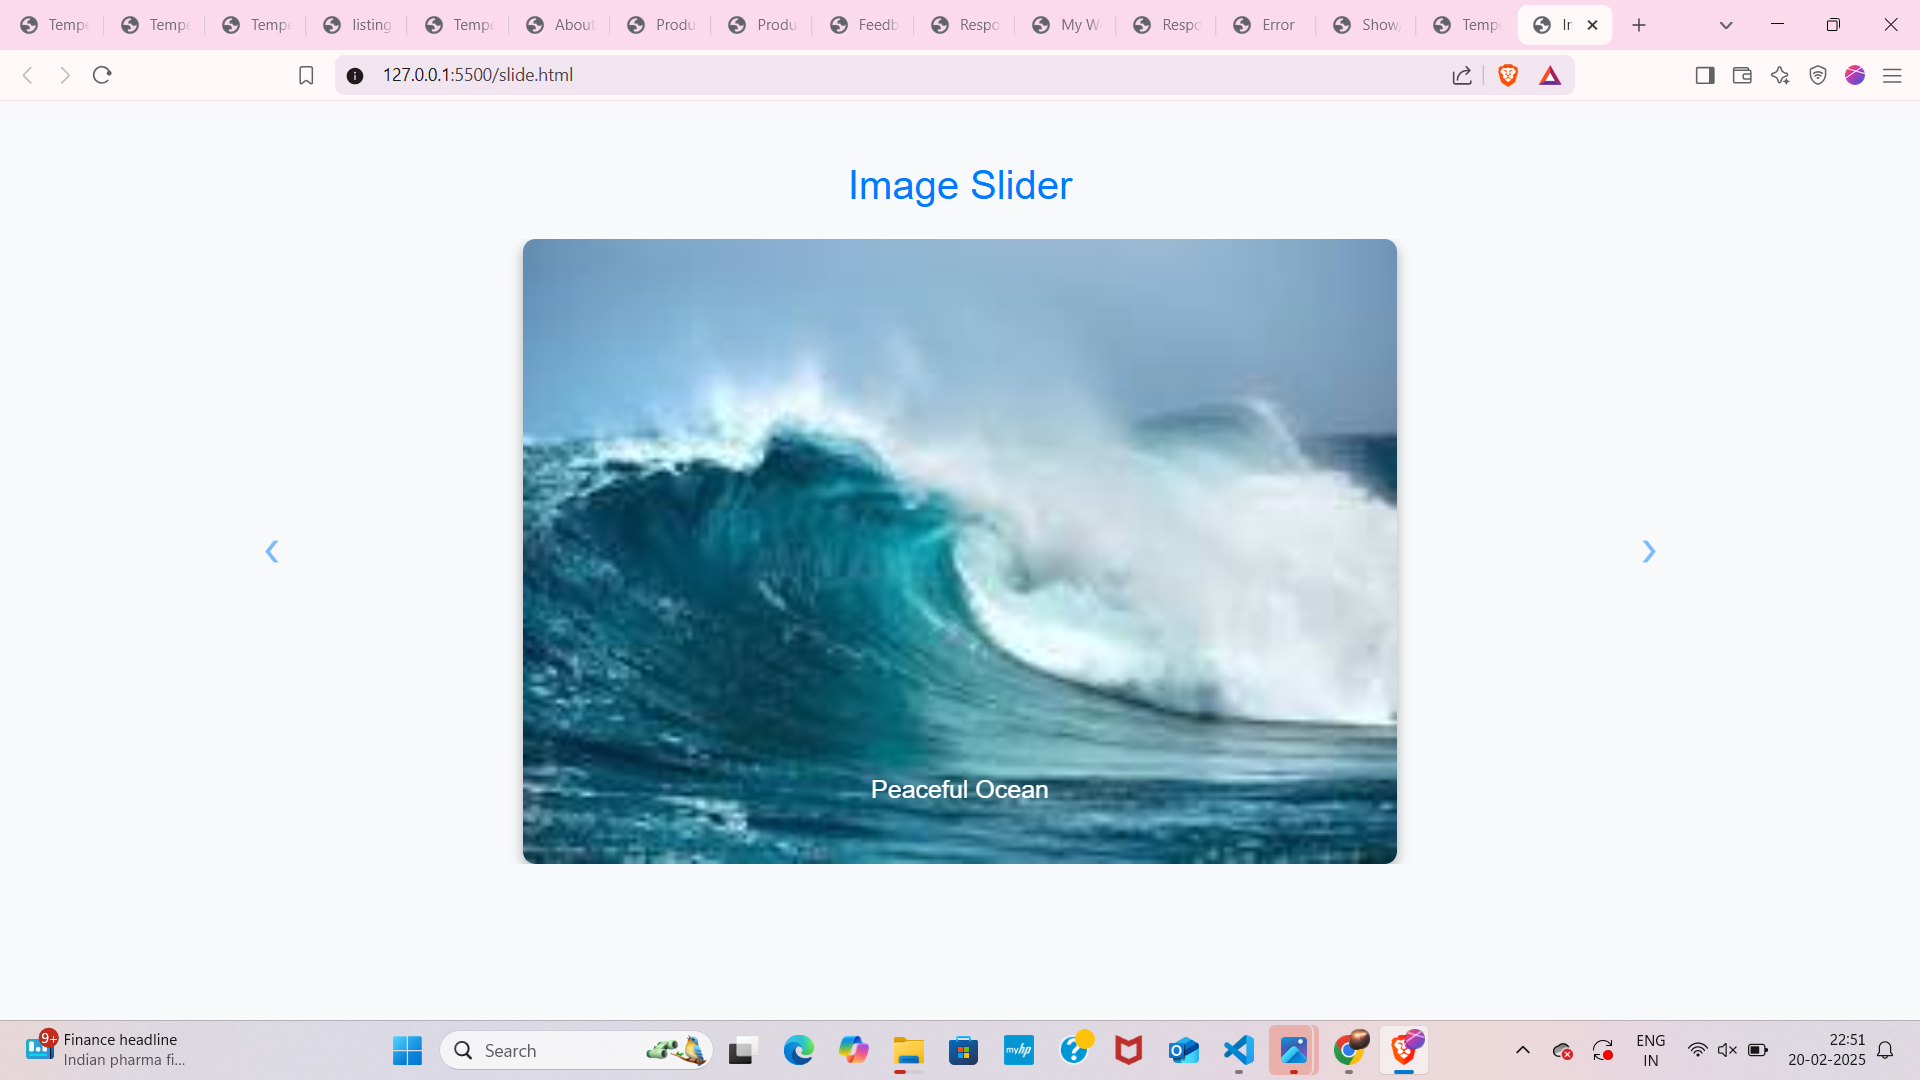 Tempe
Tempe
Tempe
listing
Tempe
About
Produ
Produ
Feedb
Respo
My W
Respo
Error
Show/
Tempe
127.0.0.1:5500/slide.html
Image Slider
‹
›
Peaceful Ocean
9+
Finance headline
Indian pharma fi...
Search
myhp
ENG
IN
22:51
20-02-2025